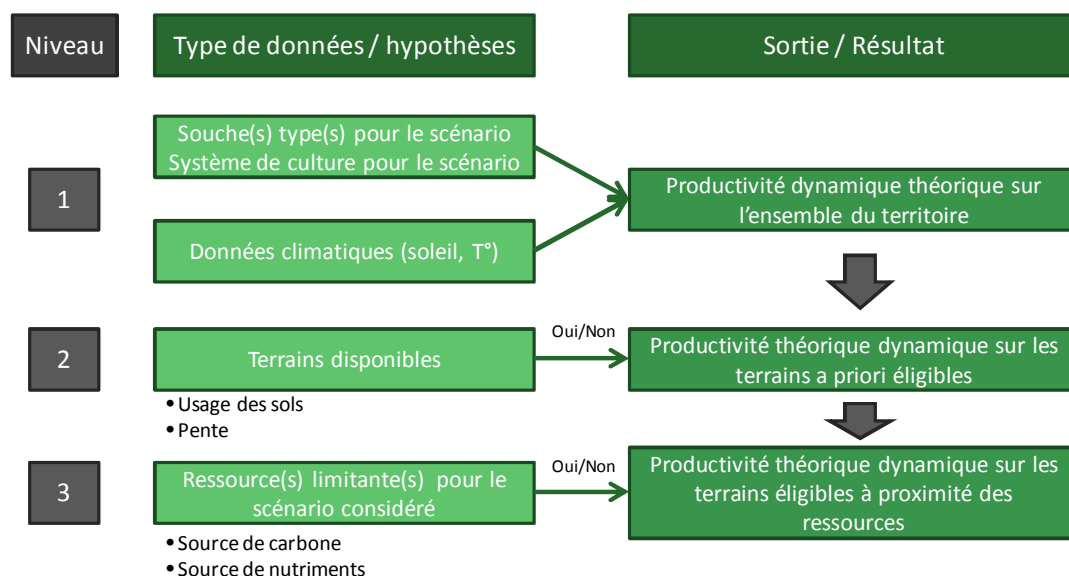 Niveau
Type de données / hypothèses
Sortie / Résultat
1
Souche(s) type(s) pour le scénario
Système de culture pour le scénario
Données climatiques (soleil, T°)
Productivité dynamique théorique sur
l'ensemble du territoire
2
Terrains disponibles
• Usage des sols
• Pente
Oui/Non
Productivité théorique dynamique sur les
terrains a priori éligibles
3
Ressource(s) limitante(s) pour le
scénario considéré
• Source de carbone
• Source de nutriments
Oui/Non
Productivité théorique dynamique sur les
terrains éligibles à proximité des
ressources